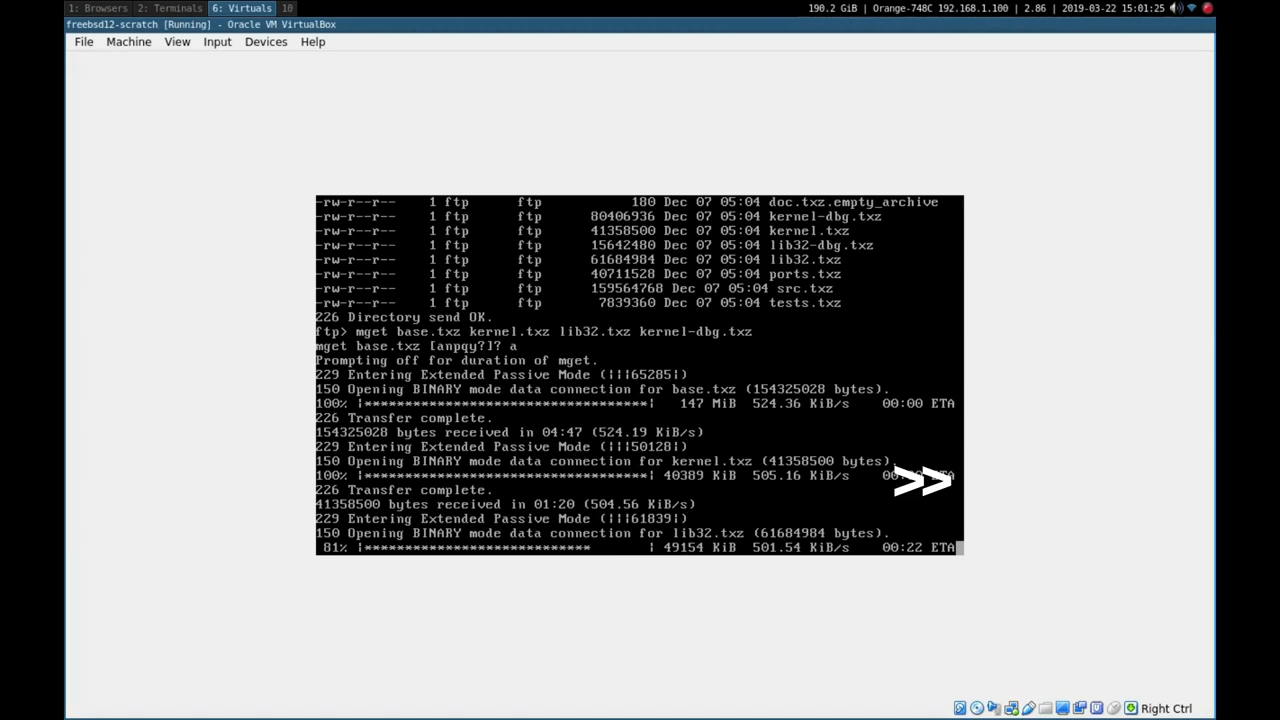 1: Browsers 2: Terminals 6: Virtuals 10 190.2 GiB | Orange-748C 192.168.1.100 | 2.86 | 2019-03-22 15:01:25
freebsd12-scratch [Running] - Oracle VM VirtualBox
File Machine View Input Devices Help
-rw-r--r-- 1 ftp ftp 180 Dec 07 05:04 doc.txz.empty_archive
-rw-r--r-- 1 ftp ftp 80406936 Dec 07 05:04 kernel-dbg.txz
-rw-r--r-- 1 ftp ftp 41358500 Dec 07 05:04 kernel.txz
-rw-r--r-- 1 ftp ftp 15642480 Dec 07 05:04 lib32-dbg.txz
-rw-r--r-- 1 ftp ftp 61684984 Dec 07 05:04 lib32.txz
-rw-r--r-- 1 ftp ftp 40711528 Dec 07 05:04 ports.txz
-rw-r--r-- 1 ftp ftp 159564768 Dec 07 05:04 src.txz
-rw-r--r-- 1 ftp ftp 7839360 Dec 07 05:04 tests.txz
226 Directory send OK.
ftp> mget base.txz kernel.txz lib32.txz kernel-dbg.txz
mget base.txz [anpqy?]? a
Prompting off for duration of mget.
229 Entering Extended Passive Mode (|||65285|)
150 Opening BINARY mode data connection for base.txz (154325028 bytes).
100% |***********************************| 147 MiB 524.36 KiB/s 00:00 ETA
226 Transfer complete.
154325028 bytes received in 04:47 (524.19 KiB/s)
229 Entering Extended Passive Mode (|||50128|)
150 Opening BINARY mode data connection for kernel.txz (41358500 bytes).
100% |***********************************| 40389 KiB 505.16 KiB/s
226 Transfer complete.
41358500 bytes received in 01:20 (504.56 KiB/s)
229 Entering Extended Passive Mode (|||61839|)
150 Opening BINARY mode data connection for lib32.txz (61684984 bytes).
81% |**************************** | 49154 KiB 501.54 KiB/s 00:22 ETA
>>
Right Ctrl